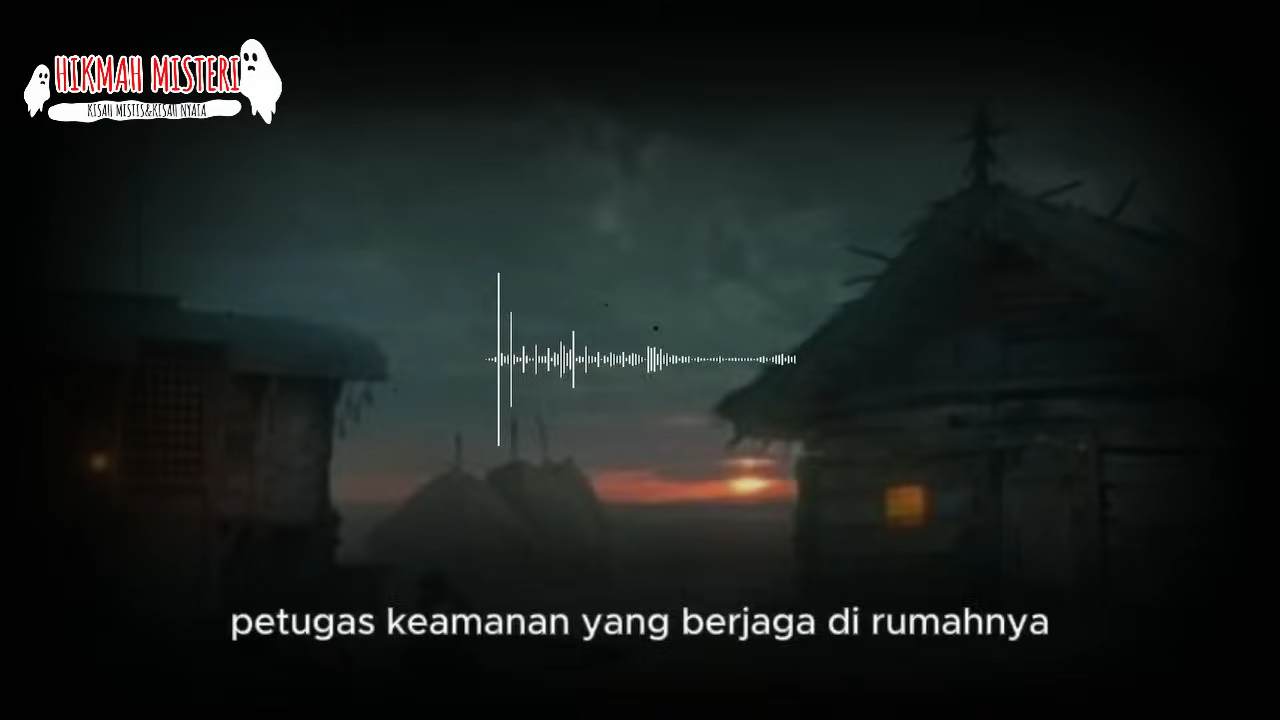 HIKMAH MISTERI
KISAH MISTIS&KISAH NYATA
petugas keamanan yang berjaga di rumahnya